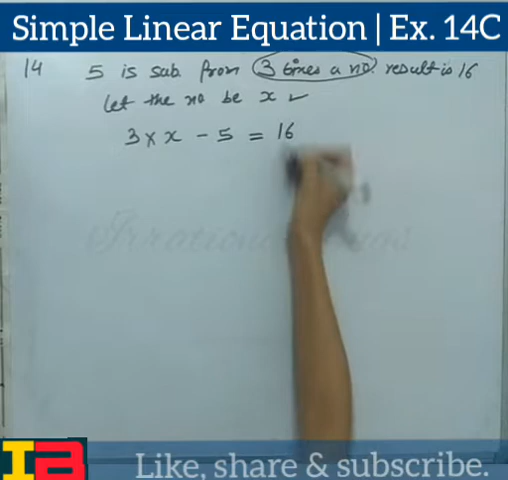 Simple Linear Equation | Ex. 14C
14 5 is sub. from 3 times a no. result is 16
let the no be x ✓
3 × x - 5 = 16
IB
Like, share & subscribe.